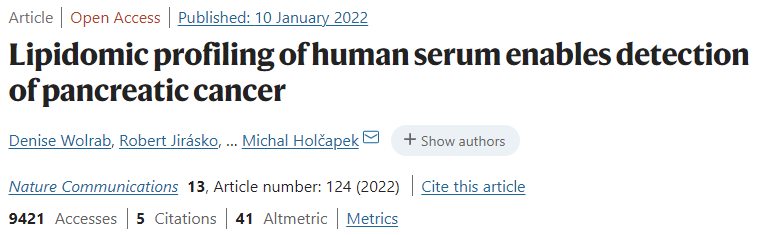 Article | Open Access | Published: 10 January 2022
Lipidomic profiling of human serum enables detection
of pancreatic cancer
Denise Wolrab, Robert Jirásko, ... Michal Holčapek + Show authors
Nature Communications 13, Article number: 124 (2022) | Cite this article
9421 Accesses | 5 Citations | 41 Altmetric | Metrics